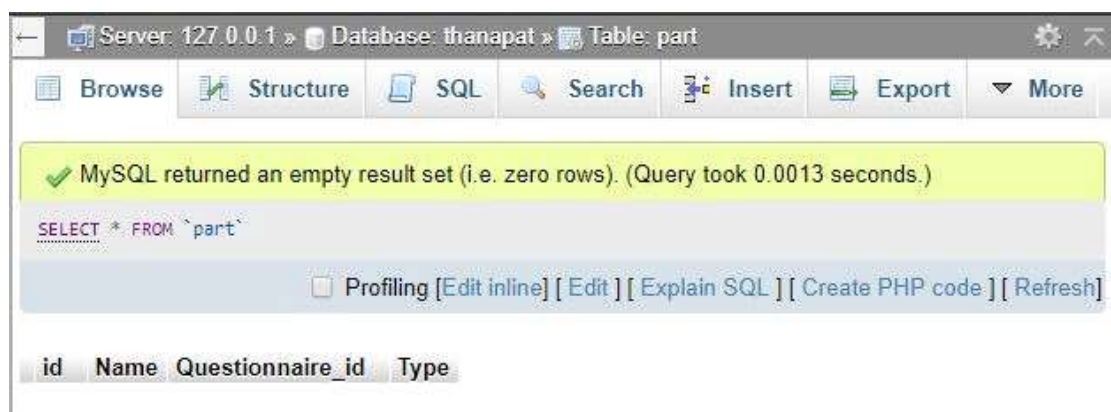 Server: 127.0.0.1 » Database: thanapat » Table: part
Browse Structure SQL Search Insert Export More
MySQL returned an empty result set (i.e. zero rows). (Query took 0.0013 seconds.)
SELECT * FROM `part`
Profiling [Edit inline] [ Edit ] [ Explain SQL ] [ Create PHP code ] [ Refresh]
id Name Questionnaire_id Type